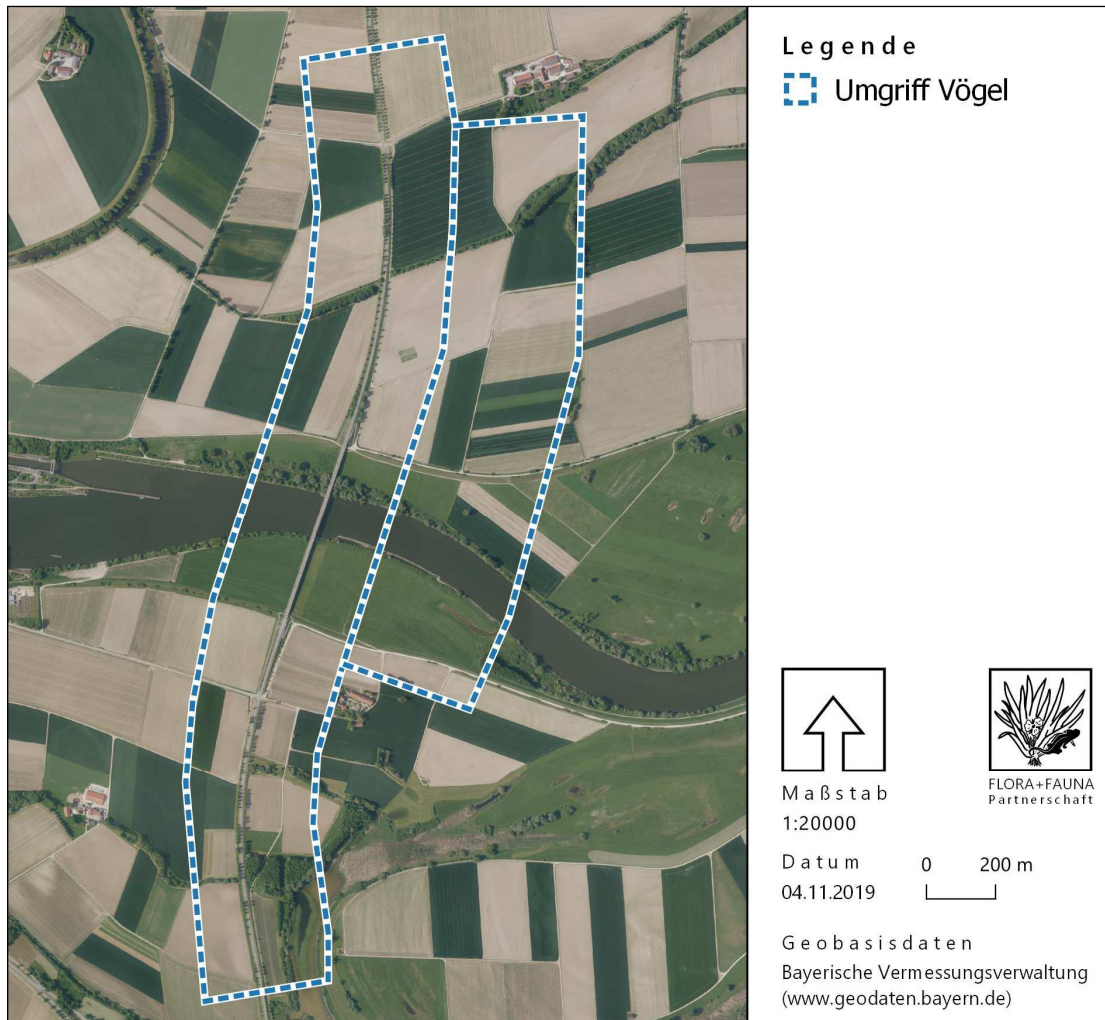 Legende
Umgriff Vögel
Maßstab
1:20000
FLORA+FAUNA
Partnerschaft
Datum
04.11.2019
0 200 m
Geobasisdaten
Bayerische Vermessungsverwaltung
(www.geodaten.bayern.de)